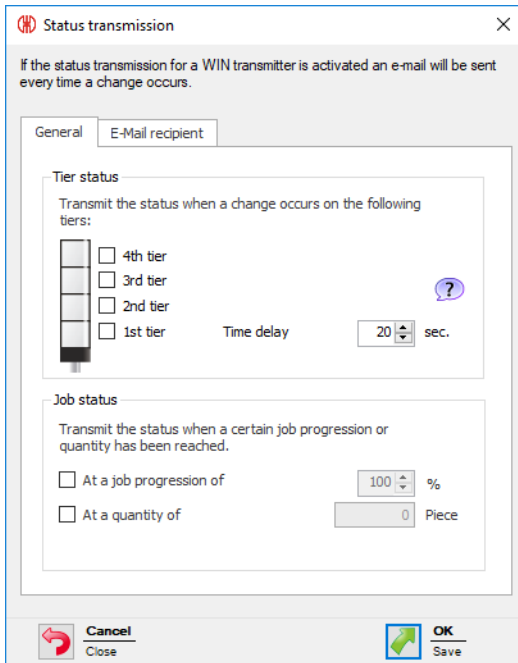 Status transmission
If the status transmission for a WIN transmitter is activated an e-mail will be sent
every time a change occurs.
General
E-Mail recipient
Tier status
Transmit the status when a change occurs on the following
tiers:
4th tier
3rd tier
?
2nd tier
1st tier Time delay 20 sec.
Job status
Transmit the status when a certain job progression or
quantity has been reached.
At a job progression of 100 %
At a quantity of 0 Piece
Cancel
Close
OK
Save